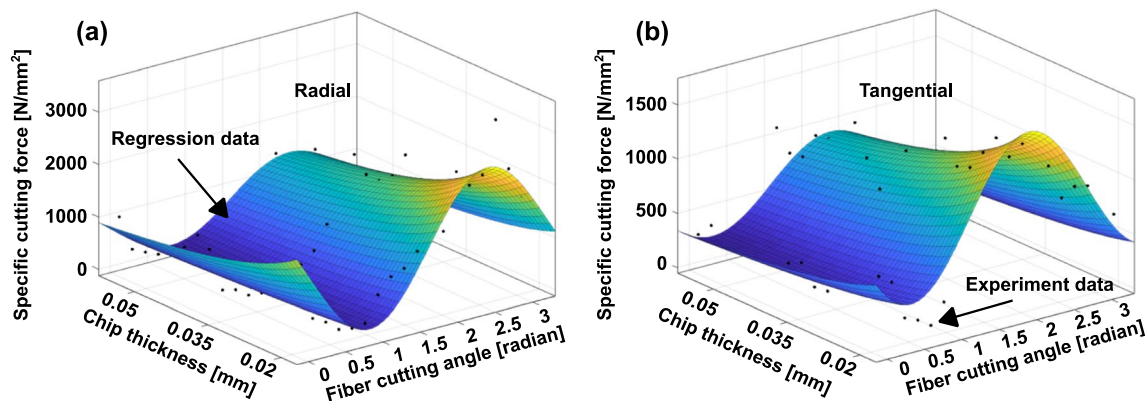 (a)
Radial
Regression data
Specific cutting force [N/mm²]
3000
2000
1000
0
0.05
0.035
0.02
Chip thickness [mm]
0
0.5
1
1.5
2
2.5
3
Fiber cutting angle [radian]
(b)
Tangential
Experiment data
Specific cutting force [N/mm²]
1500
1000
500
0
0.05
0.035
0.02
Chip thickness [mm]
0
0.5
1
1.5
2
2.5
3
Fiber cutting angle [radian]